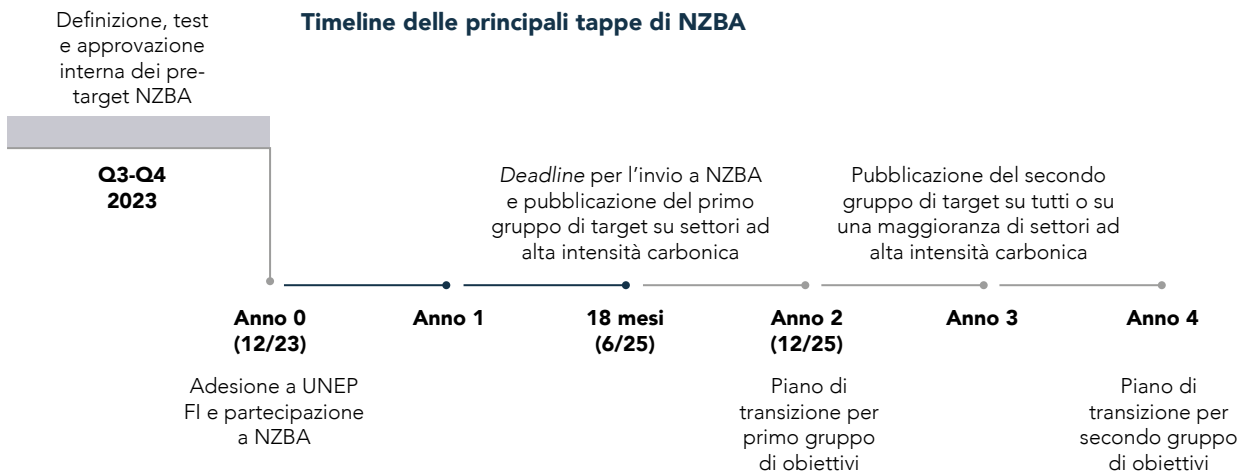 Timeline delle principali tappe di NZBA
Definizione, test
e approvazione
interna dei pre-
target NZBA
Q3-Q4
2023
Deadline per l'invio a NZBA
e pubblicazione del primo
gruppo di target su settori ad
alta intensità carbonica
Pubblicazione del secondo
gruppo di target su tutti o su
una maggioranza di settori ad
alta intensità carbonica
Anno 0
(12/23)
Anno 1
18 mesi
(6/25)
Anno 2
(12/25)
Anno 3
Anno 4
Adesione a UNEP
FI e partecipazione
a NZBA
Piano di
transizione per
primo gruppo
di obiettivi
Piano di
transizione per
secondo gruppo
di obiettivi